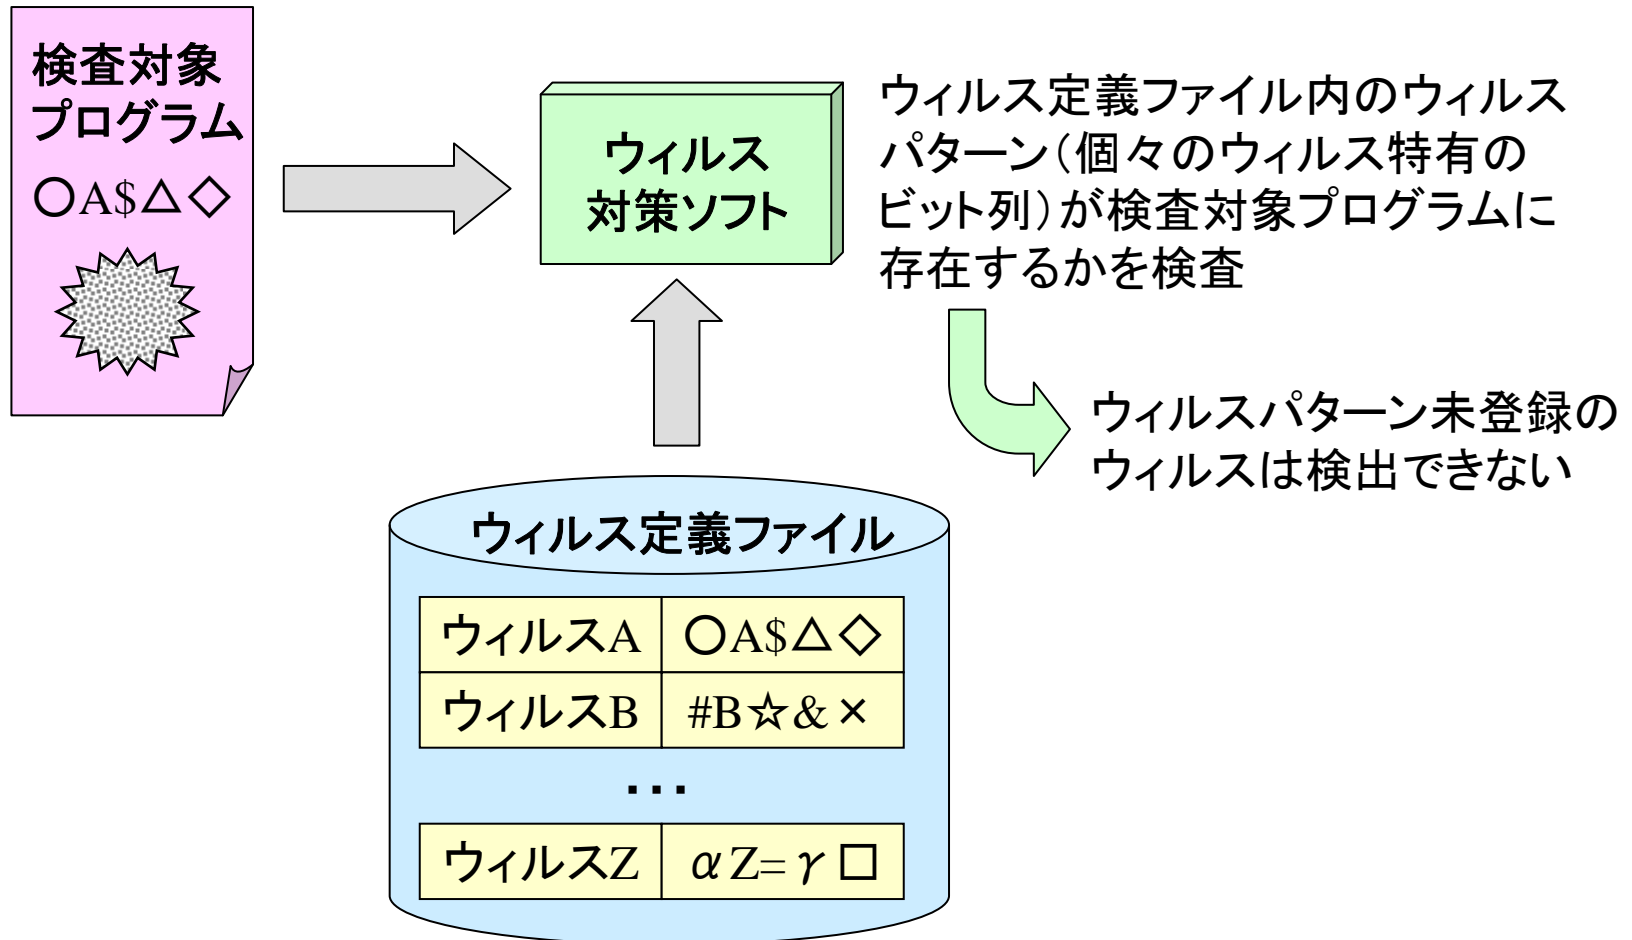 検査対象
プログラム
○A$△◇
ウィルス
対策ソフト
ウィルス定義ファイル内のウィルス
パターン（個々のウィルス特有の
ビット列）が検査対象プログラムに
存在するかを検査
ウィルスパターン未登録の
ウィルスは検出できない
ウィルス定義ファイル
ウィルスA ○A$△◇
ウィルスB #B☆&×
･･･
ウィルスZ αZ=γ□